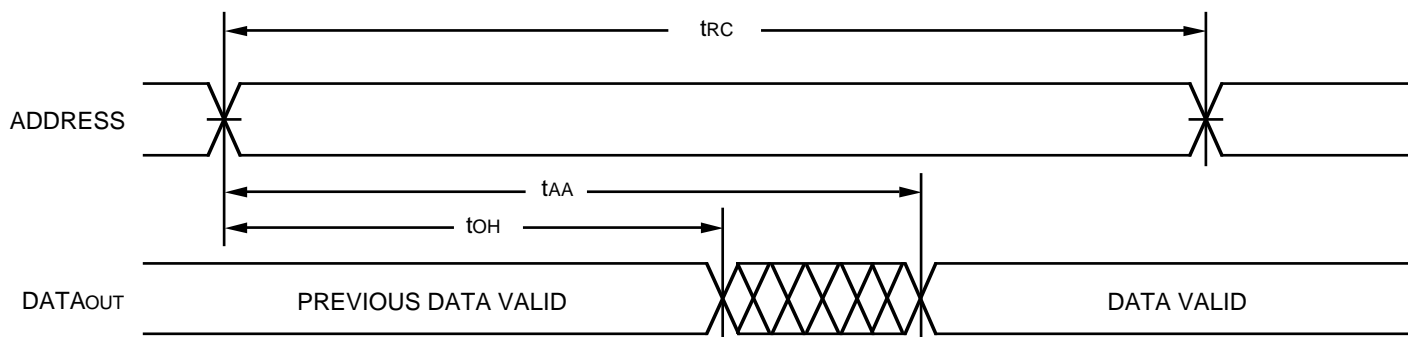 tRC
ADDRESS
tAA
tOH
DATAOUT
PREVIOUS DATA VALID
DATA VALID